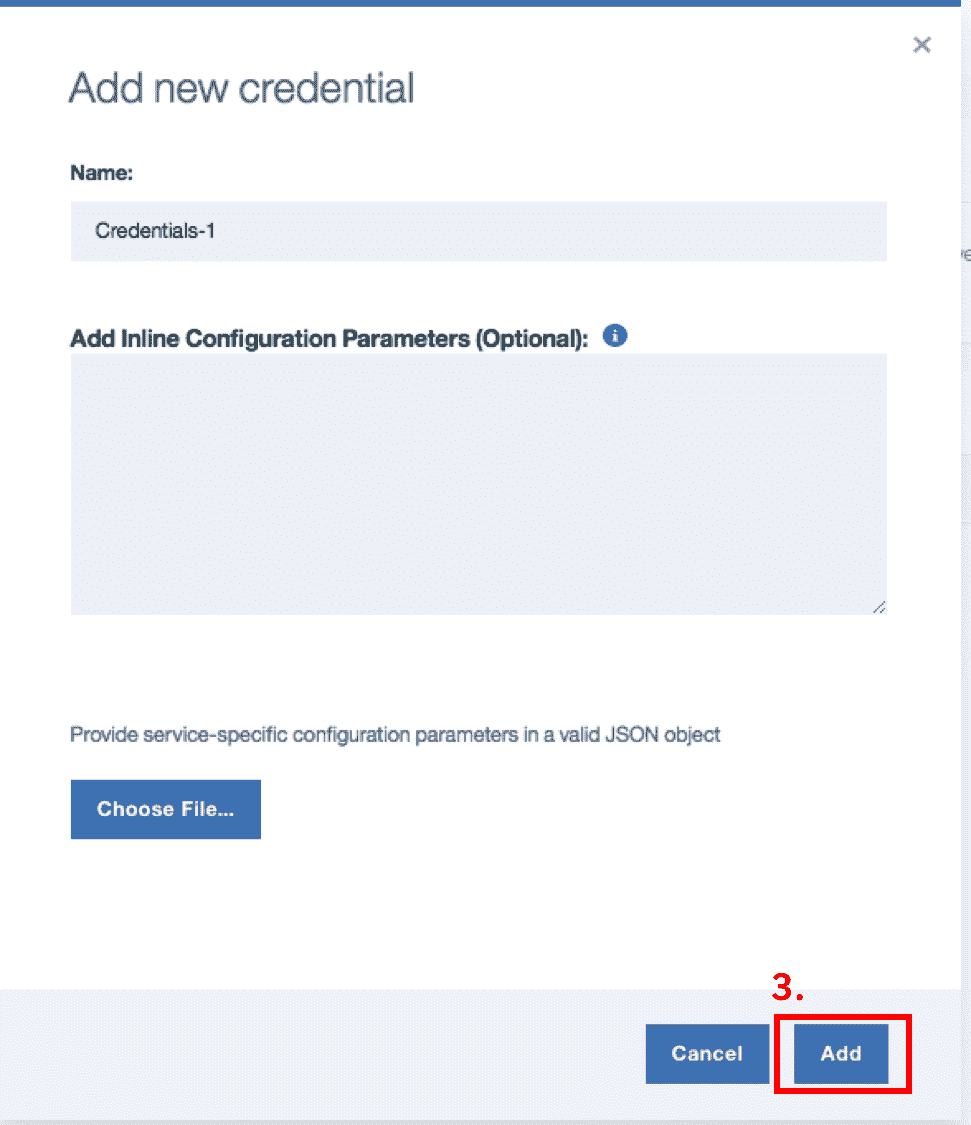 Add new credential
Name:
Credentials-1
Add Inline Configuration Parameters (Optional):
Provide service-specific configuration parameters in a valid JSON object
Choose File...
3.
Cancel
Add